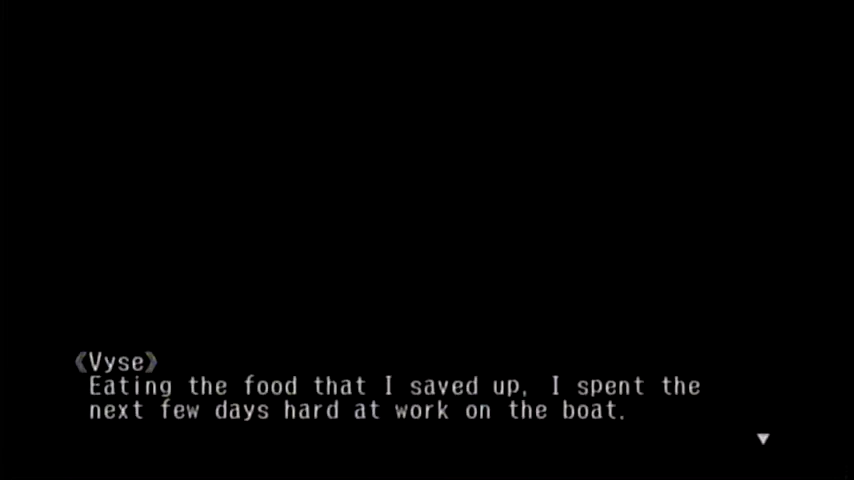 《Vyse》
Eating the food that I saved up, I spent the
next few days hard at work on the boat.